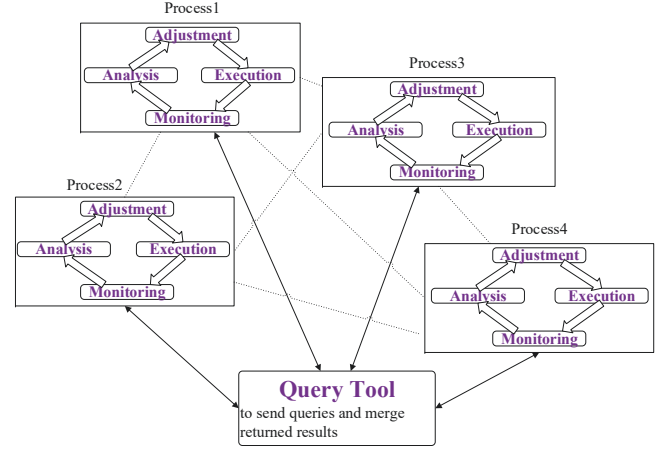 Process1
Adjustment
Analysis
Execution
Monitoring
Process3
Adjustment
Analysis
Execution
Monitoring
Process2
Adjustment
Analysis
Execution
Monitoring
Process4
Adjustment
Analysis
Execution
Monitoring
Query Tool
to send queries and merge
returned results